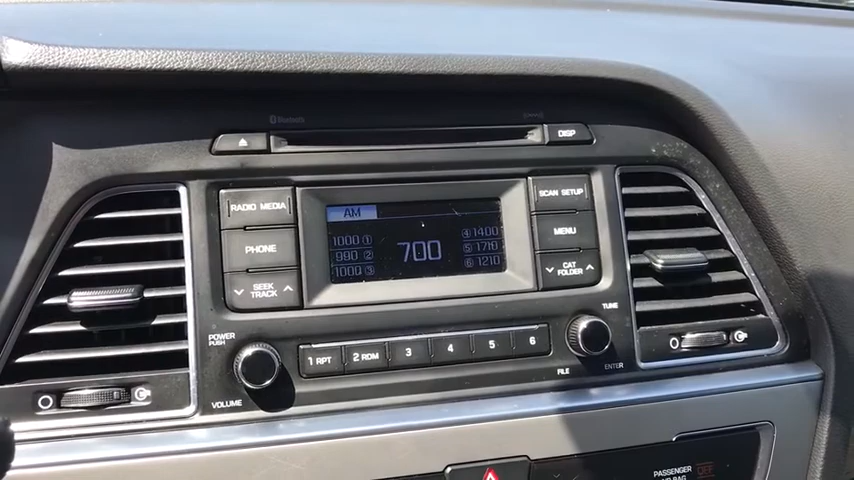 Bluetooth
DISP
RADIO MEDIA
PHONE
SEEK
TRACK
AM
1000 1
990 2
1000 3
700
4 1400
5 1710
6 1210
SCAN SETUP
MENU
CAT
FOLDER
POWER
PUSH
VOLUME
1 RPT
2 RDM
3
4
5
6
TUNE
FILE
ENTER
PASSENGER
AIR BAG
OFF